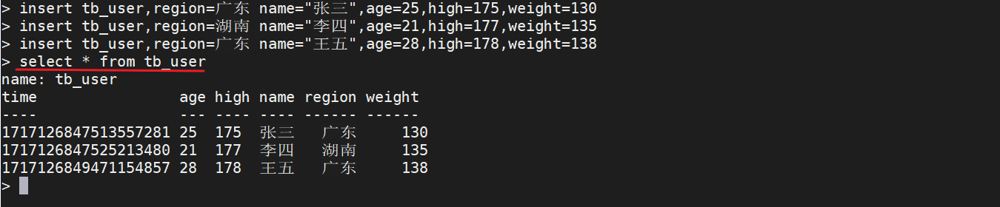 > insert tb_user,region=广东 name="张三",age=25,high=175,weight=130
> insert tb_user,region=湖南 name="李四",age=21,high=177,weight=135
> insert tb_user,region=广东 name="王五",age=28,high=178,weight=138
> select * from tb_user
name: tb_user
time                age high name region weight
----                --- ---- ---- ------ ------
1717126847513557281 25  175  张三   广东     130
1717126847525213480 21  177  李四   湖南     135
1717126849471154857 28  178  王五   广东     138
>